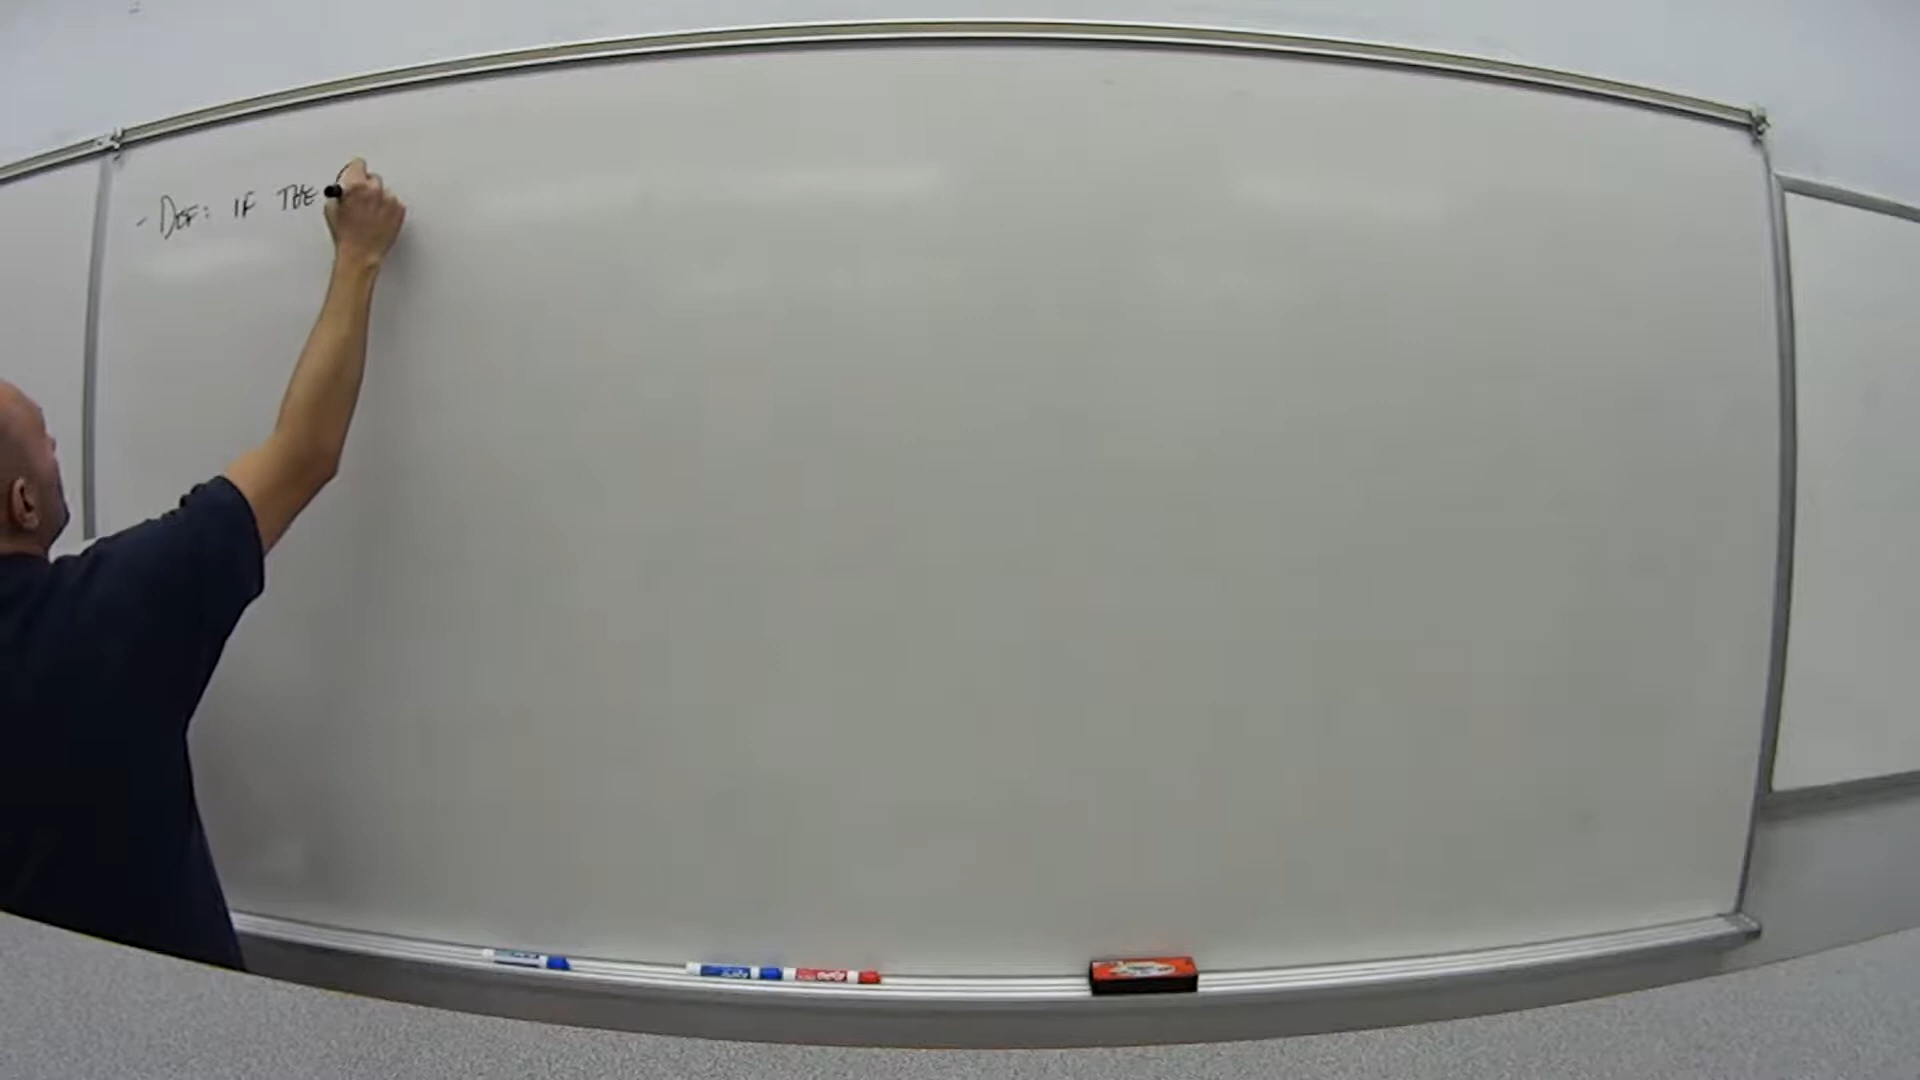 - DEF: IF THE